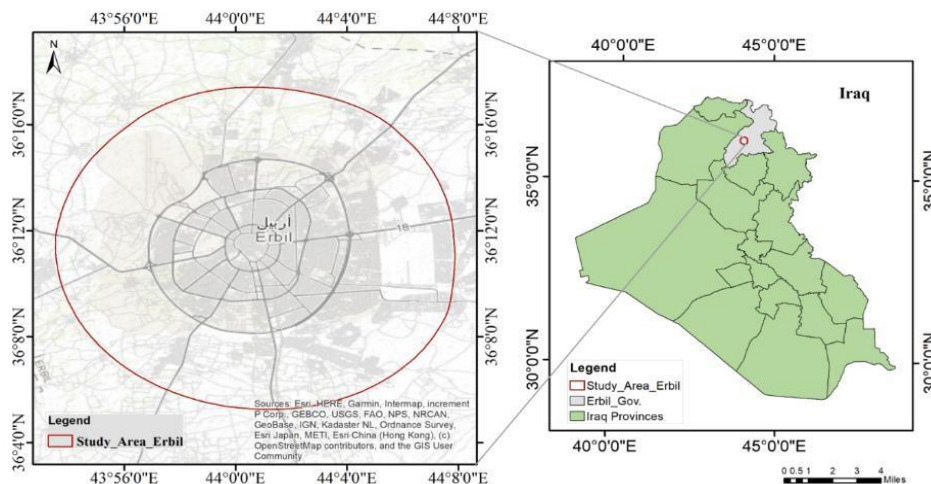 43°56'0"E
44°0'0"E
44°4'0"E
44°8'0"E
N
36°16'0"N
36°12'0"N
36°8'0"N
36°4'0"N
36°16'0"N
36°12'0"N
36°8'0"N
36°4'0"N
أربيل
Erbil
18
ERBIL
Sources: Esri, HERE, Garmin, Intermap, increment
P Corp., GEBCO, USGS, FAO, NPS, NRCAN,
GeoBase, IGN, Kadaster NL, Ordnance Survey,
Esri Japan, METI, Esri China (Hong Kong), (c)
OpenStreetMap contributors, and the GIS User
Community
Legend
Study_Area_Erbil
43°56'0"E
44°0'0"E
44°4'0"E
44°8'0"E
40°0'0"E
45°0'0"E
Iraq
35°0'0"N
30°0'0"N
35°0'0"N
30°0'0"N
Legend
Study_Area_Erbil
Erbil_Gov.
Iraq Provinces
40°0'0"E
45°0'0"E
0 0.5 1 2 3 4
Miles